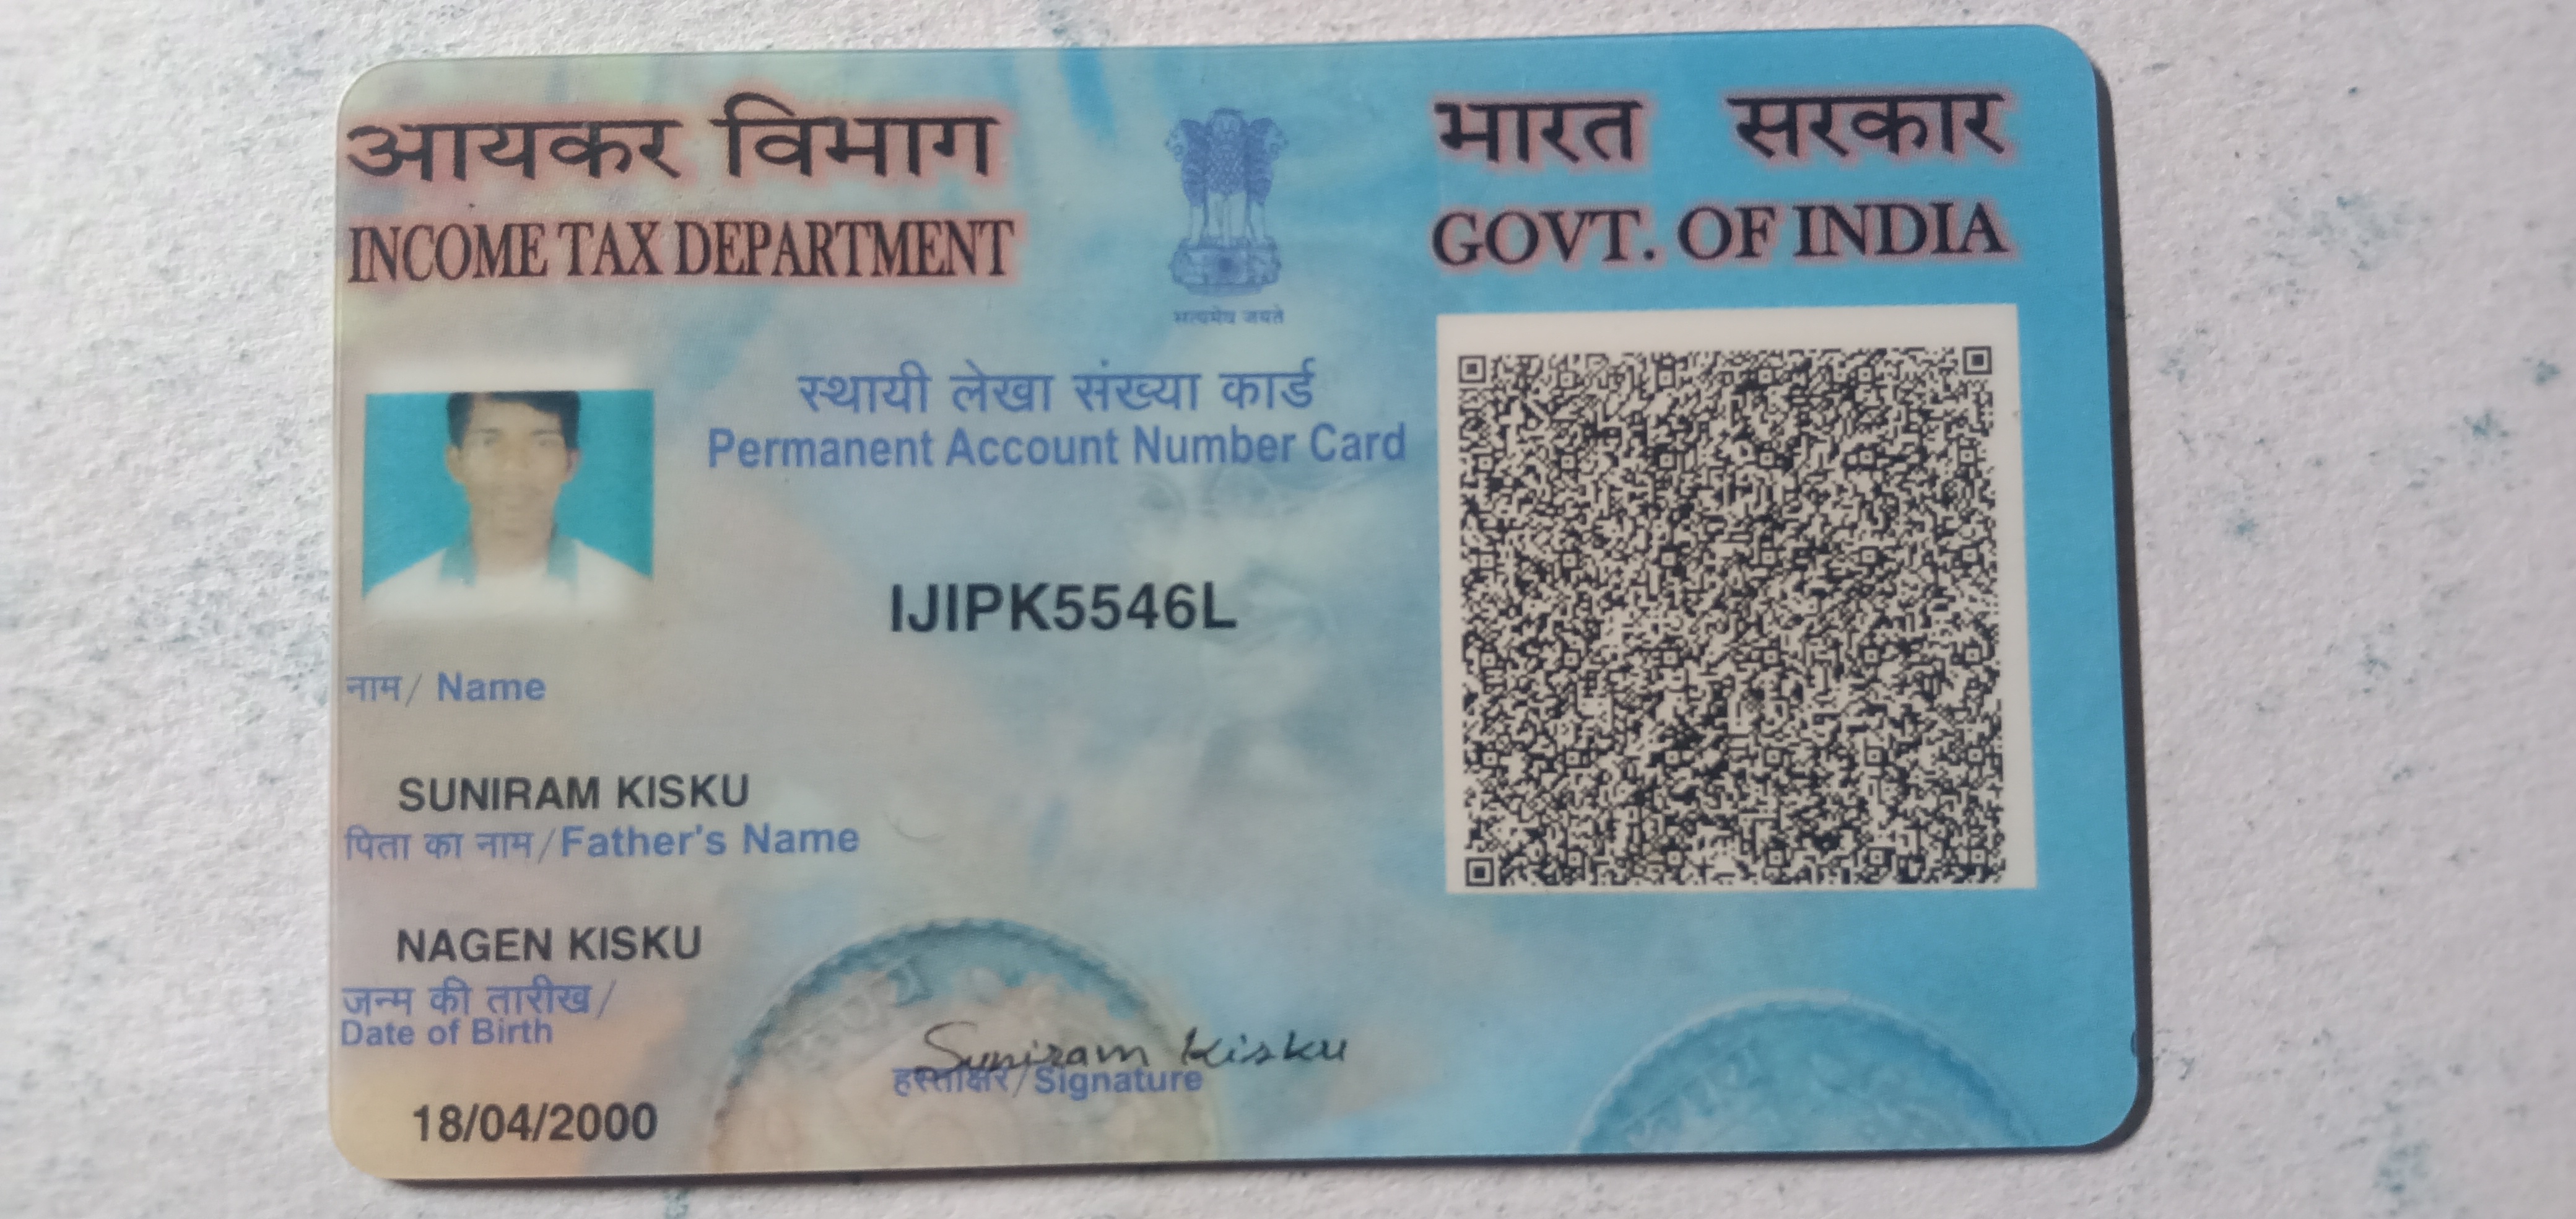 आयकर विभाग
INCOME TAX DEPARTMENT
भारत सरकार
GOVT. OF INDIA
सत्यमेव जयते
स्थायी लेखा संख्या कार्ड
Permanent Account Number Card
IJIPK5546L
नाम/ Name
SUNIRAM KISKU
पिता का नाम/Father's Name
NAGEN KISKU
जन्म की तारीख/
Date of Birth
18/04/2000
Suniram Kisku
हस्ताक्षर/Signature